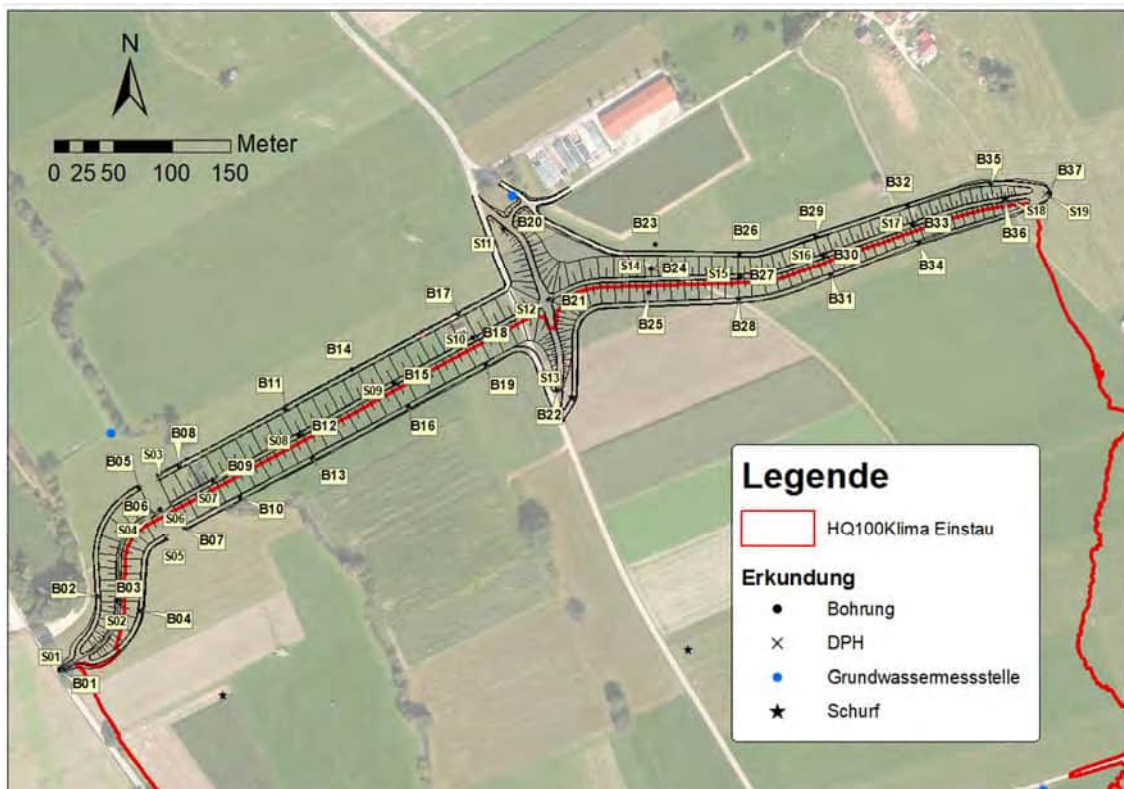 N
Meter
0 25 50 100 150
B35
B37
B32
S18
S19
B23
B26
B29
S17
B33
B36
B20
S11
S14
B24
S15
B27
S16
B30
B34
B17
S12
B21
B25
B28
B31
S10
B18
B14
S09
B15
B19
S13
B22
B11
B16
S08
B12
B08
S03
B13
B05
B09
S07
B06
B10
S04
S06
B07
S05
B02
B03
S02
B04
S01
B01
Legende
HQ100Klima Einstau
Erkundung
Bohrung
DPH
Grundwassermessstelle
Schurf